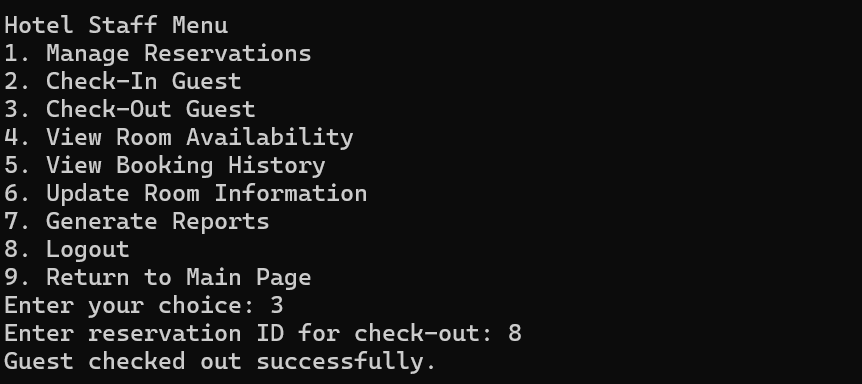 Hotel Staff Menu
1. Manage Reservations
2. Check-In Guest
3. Check-Out Guest
4. View Room Availability
5. View Booking History
6. Update Room Information
7. Generate Reports
8. Logout
9. Return to Main Page
Enter your choice: 3
Enter reservation ID for check-out: 8
Guest checked out successfully.